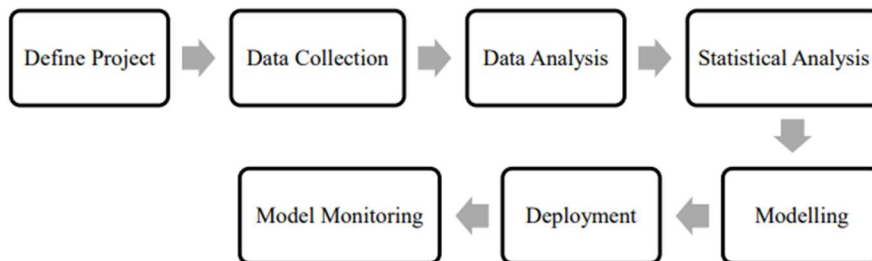 Define Project
Data Collection
Data Analysis
Statistical Analysis
Modelling
Deployment
Model Monitoring